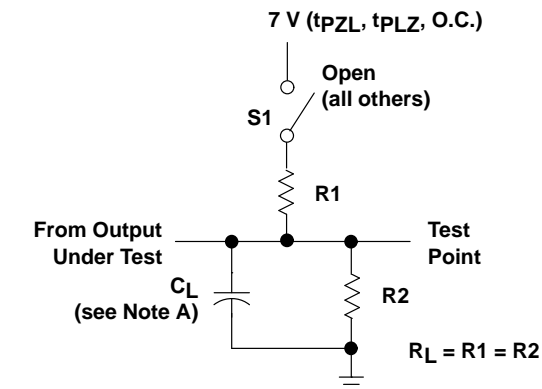 7 V (tPZL, tPLZ, O.C.)
Open
(all others)
S1
R1
From Output
Under Test
Test
Point
CL
(see Note A)
R2
RL = R1 = R2